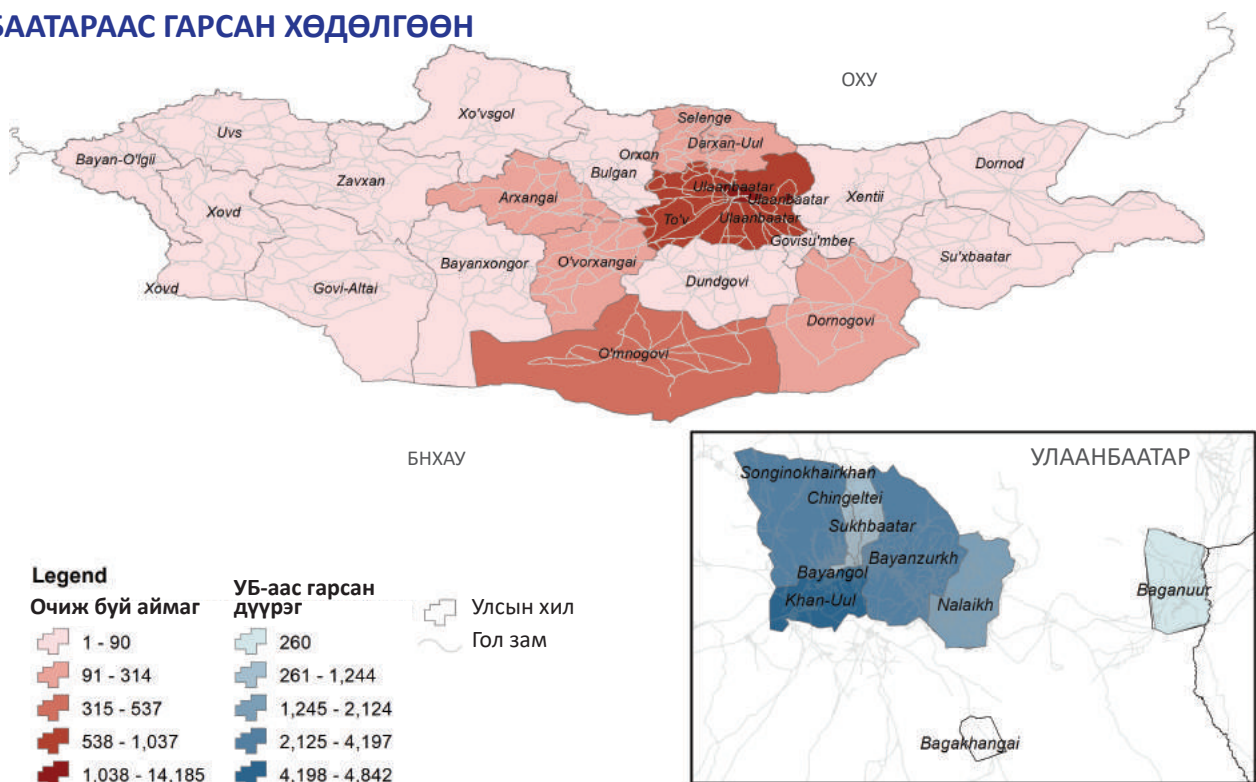 БААТАРААС ГАРСАН ХӨДӨЛГӨӨН
ОХУ
Xo'vsgol
Selenge
Uvs
Darxan-Uul
Bayan-O'lgii
Orxon
Dornod
Bulgan
Zavxan
Ulaanbaatar
Arxangai
Ulaanbaatar
Xentii
Xovd
To'v
Ulaanbaatar
Govisu'mber
O'vorxangai
Bayanxongor
Su'xbaatar
Dundgovi
Xovd
Govi-Altai
Dornogovi
O'mnogovi
БНХАУ
УЛААНБААТАР
Songinokhairkhan
Chingeltei
Sukhbaatar
Bayanzurkh
Bayangol
Baganuur
Khan-Uul
Nalaikh
Bagakhangai
Legend
Очиж буй аймаг
1 - 90
91 - 314
315 - 537
538 - 1,037
1,038 - 14,185
УБ-аас гарсан
дүүрэг
260
261 - 1,244
1,245 - 2,124
2,125 - 4,197
4,198 - 4,842
Улсын хил
Гол зам